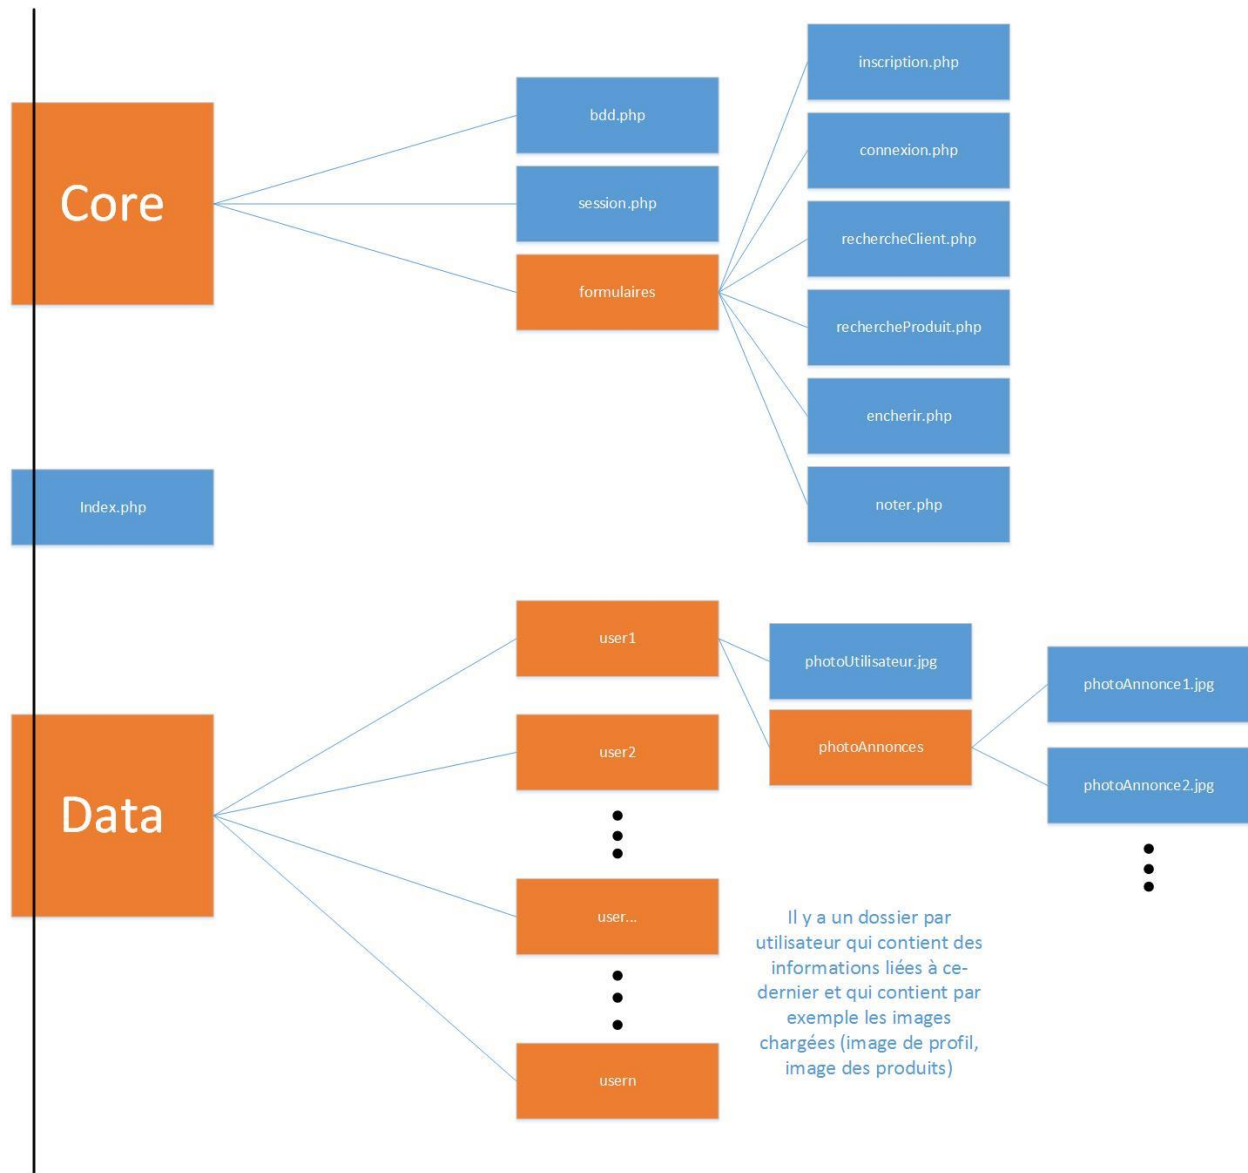 Core
bdd.php
session.php
formulaires
inscription.php
connexion.php
rechercheClient.php
rechercheProduit.php
encherir.php
noter.php
Index.php
Data
user1
user2
user...
usern
photoUtilisateur.jpg
photoAnnonces
photoAnnonce1.jpg
photoAnnonce2.jpg
Il y a un dossier par
utilisateur qui contient des
informations liées à ce-
dernier et qui contient par
exemple les images
chargées (image de profil,
image des produits)